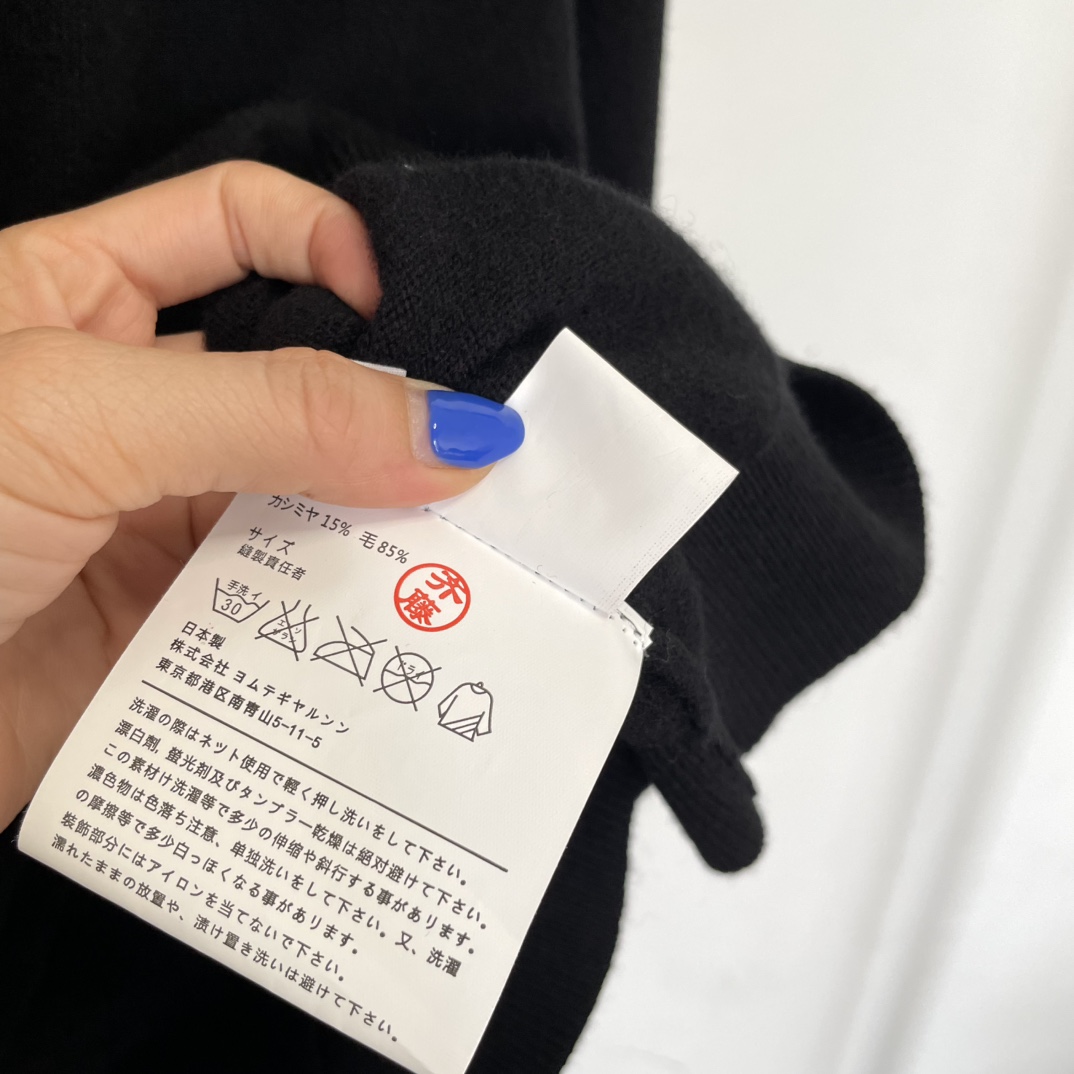 カシミヤ 15% 毛 85%
サイズ
縫製責任者
斉藤
手洗イ
30
エンソ
サラシ
ドライ
日本製
株式会社 ヨムテギャルソン
東京都港区南青山5-11-5
洗濯の際はネット使用で軽く押し洗いをして下さい。
漂白剤, 螢光剤及びタンブラー乾燥は絶対避けて下さい。
この素材け洗濯等で多少の伸縮や斜行する事があります。
濃色物は色落ち注意、単独洗いをして下さい。又、洗濯
の摩擦等で多少白っぽくなる事があります。
装飾部分にはアイロンを当てないで下さい。
濡れたままの放置や、漬け置き洗いは避けて下さい。